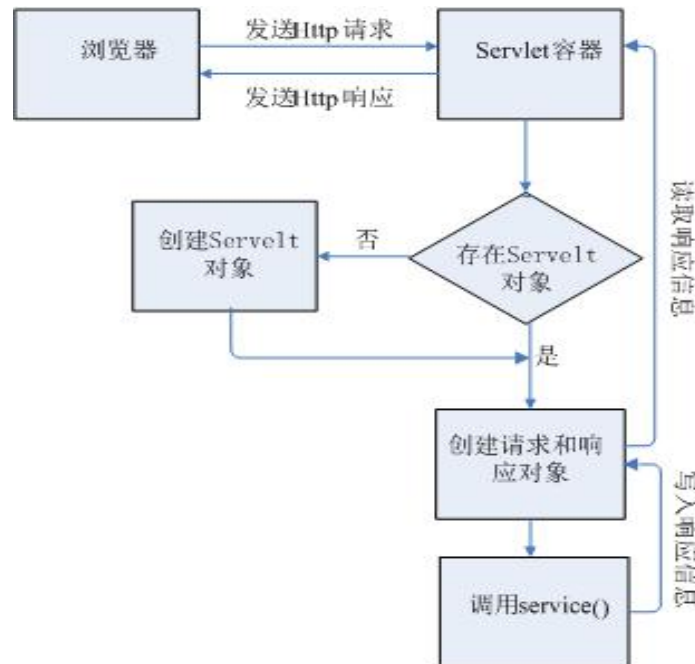 浏览器
发送Http请求
Servlet容器
发送Http响应
读取响应信息
创建Servelt
对象
否
存在Servelt
对象
是
创建请求和响
应对象
写入响应信息
调用service()